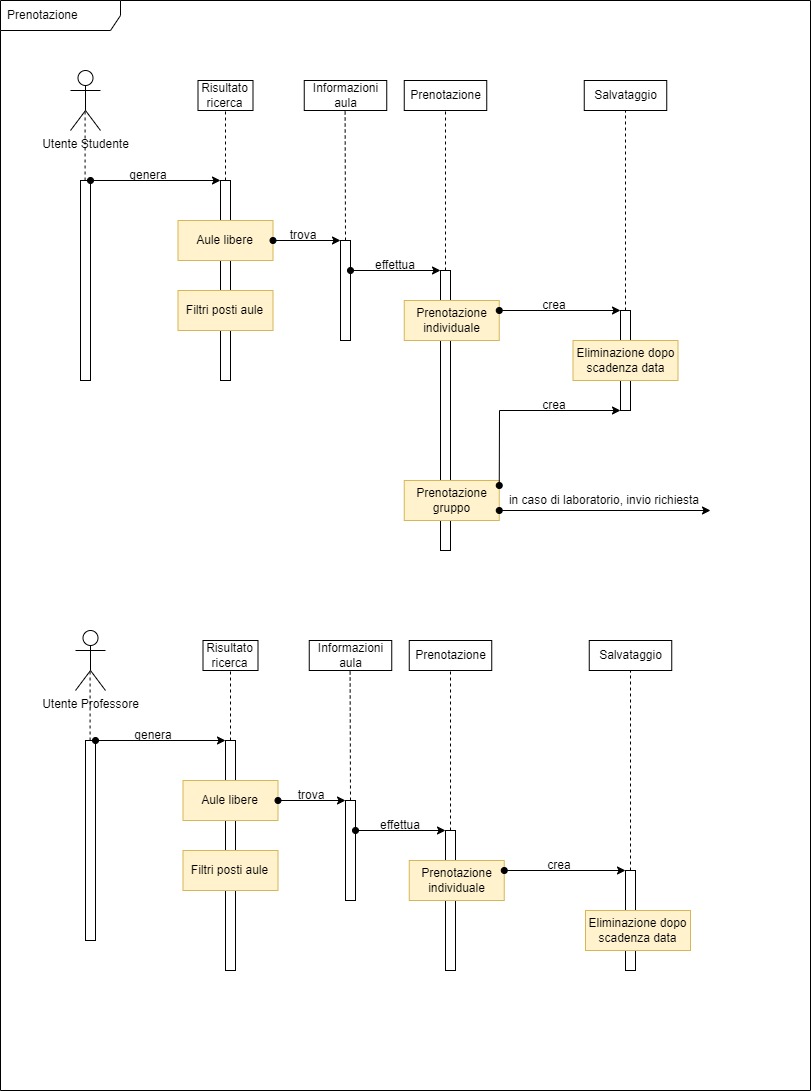 Prenotazione
Risultato
ricerca
Informazioni
aula
Prenotazione
Salvataggio
Utente Studente
genera
Aule libere
trova
effettua
Filtri posti aule
Prenotazione
individuale
crea
Eliminazione dopo
scadenza data
crea
Prenotazione
gruppo
in caso di laboratorio, invio richiesta
Risultato
ricerca
Informazioni
aula
Prenotazione
Salvataggio
Utente Professore
genera
Aule libere
trova
effettua
Filtri posti aule
Prenotazione
individuale
crea
Eliminazione dopo
scadenza data